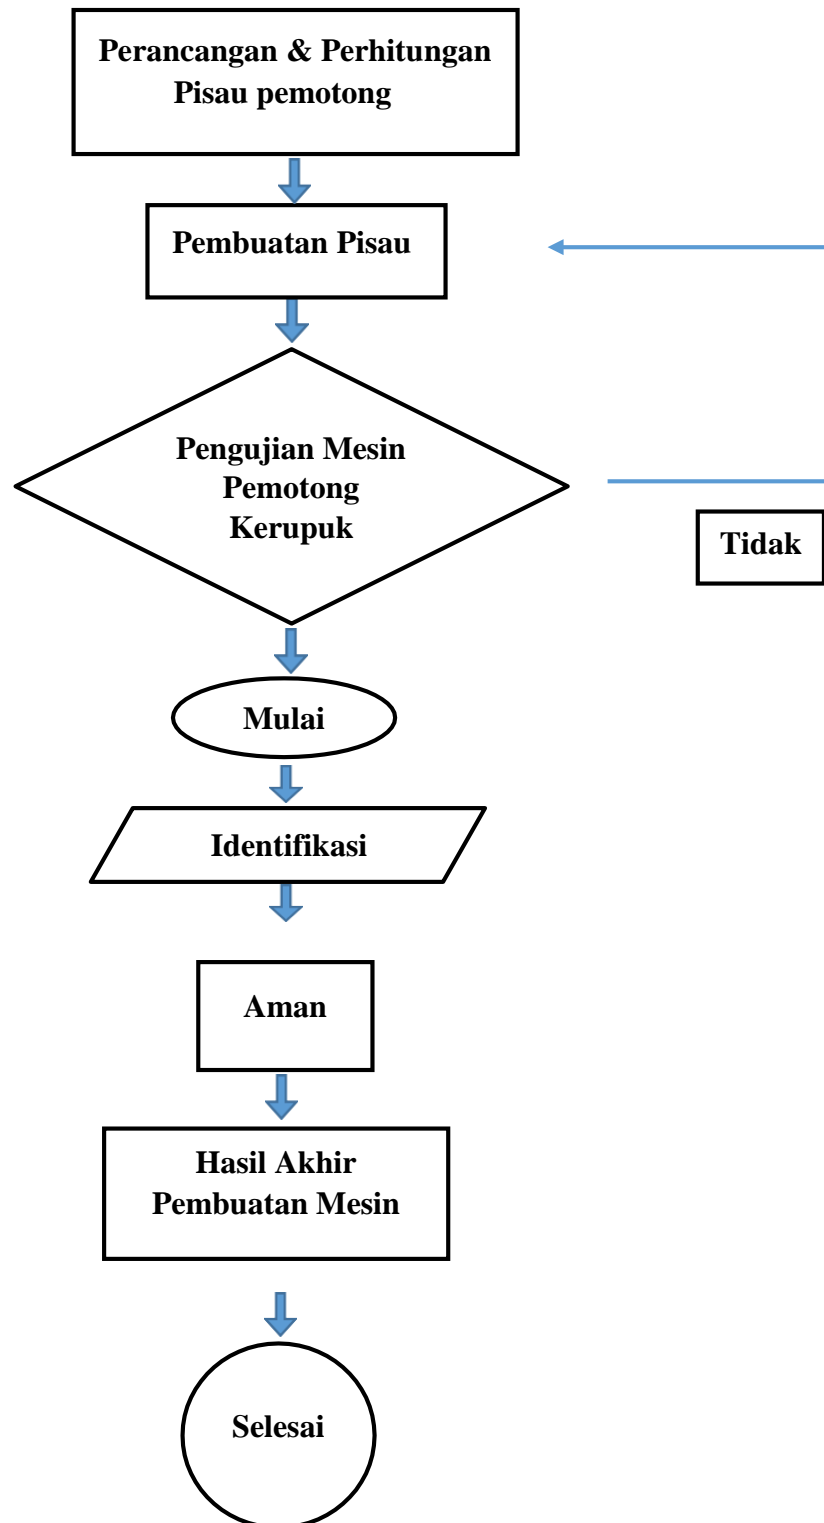 Perancangan & Perhitungan
Pisau pemotong
Pembuatan Pisau
Pengujian Mesin
Pemotong
Kerupuk
Tidak
Mulai
Identifikasi
Aman
Hasil Akhir
Pembuatan Mesin
Selesai